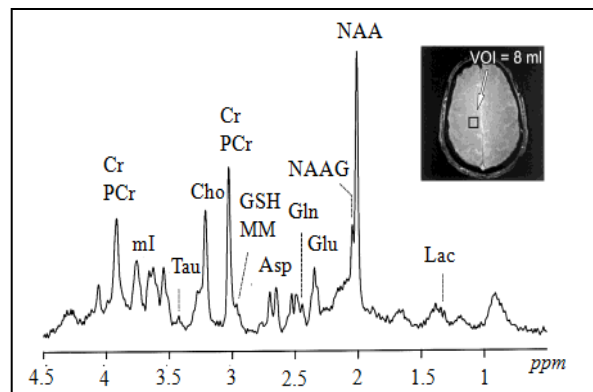 NAA
VOI = 8 ml
Cr
PCr
Cr
PCr
NAAG
Cho
GSH
MM
Gln
mI
Tau
Asp
Glu
Lac
4.5 4 3.5 3 2.5 2 1.5 1 ppm